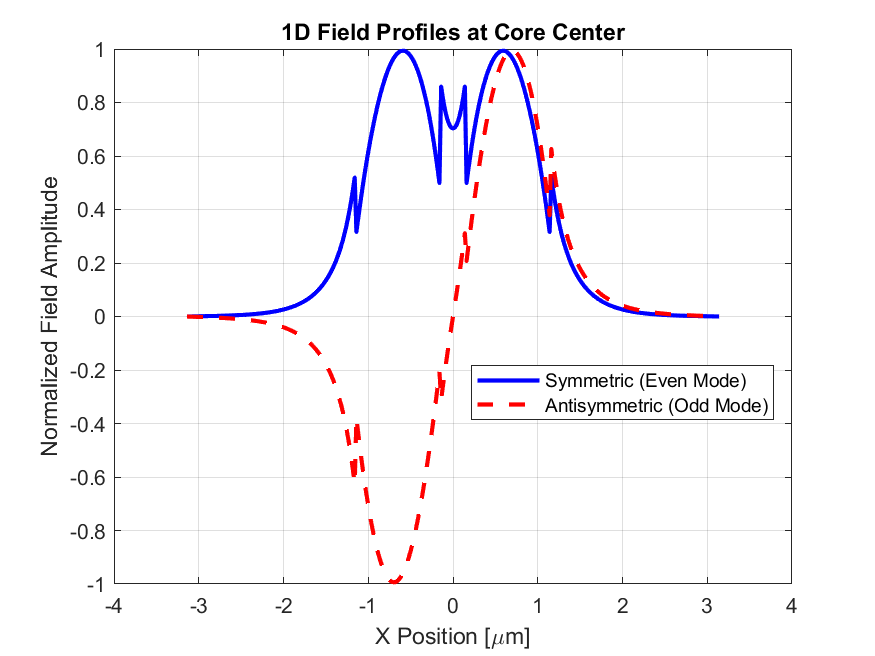 1D Field Profiles at Core Center
Normalized Field Amplitude
1
0.8
0.6
0.4
0.2
0
-0.2
-0.4
-0.6
-0.8
-1
Symmetric (Even Mode)
Antisymmetric (Odd Mode)
-4 -3 -2 -1 0 1 2 3 4
X Position [μm]